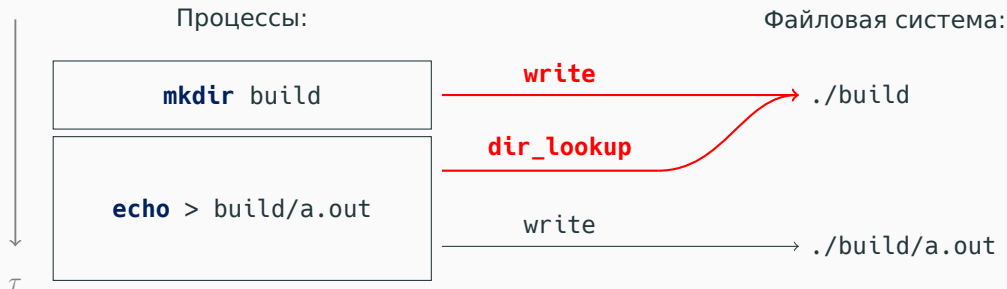 Процессы:
Файловая система:
write
mkdir build
./build
dir_lookup
echo > build/a.out
write
./build/a.out
τ